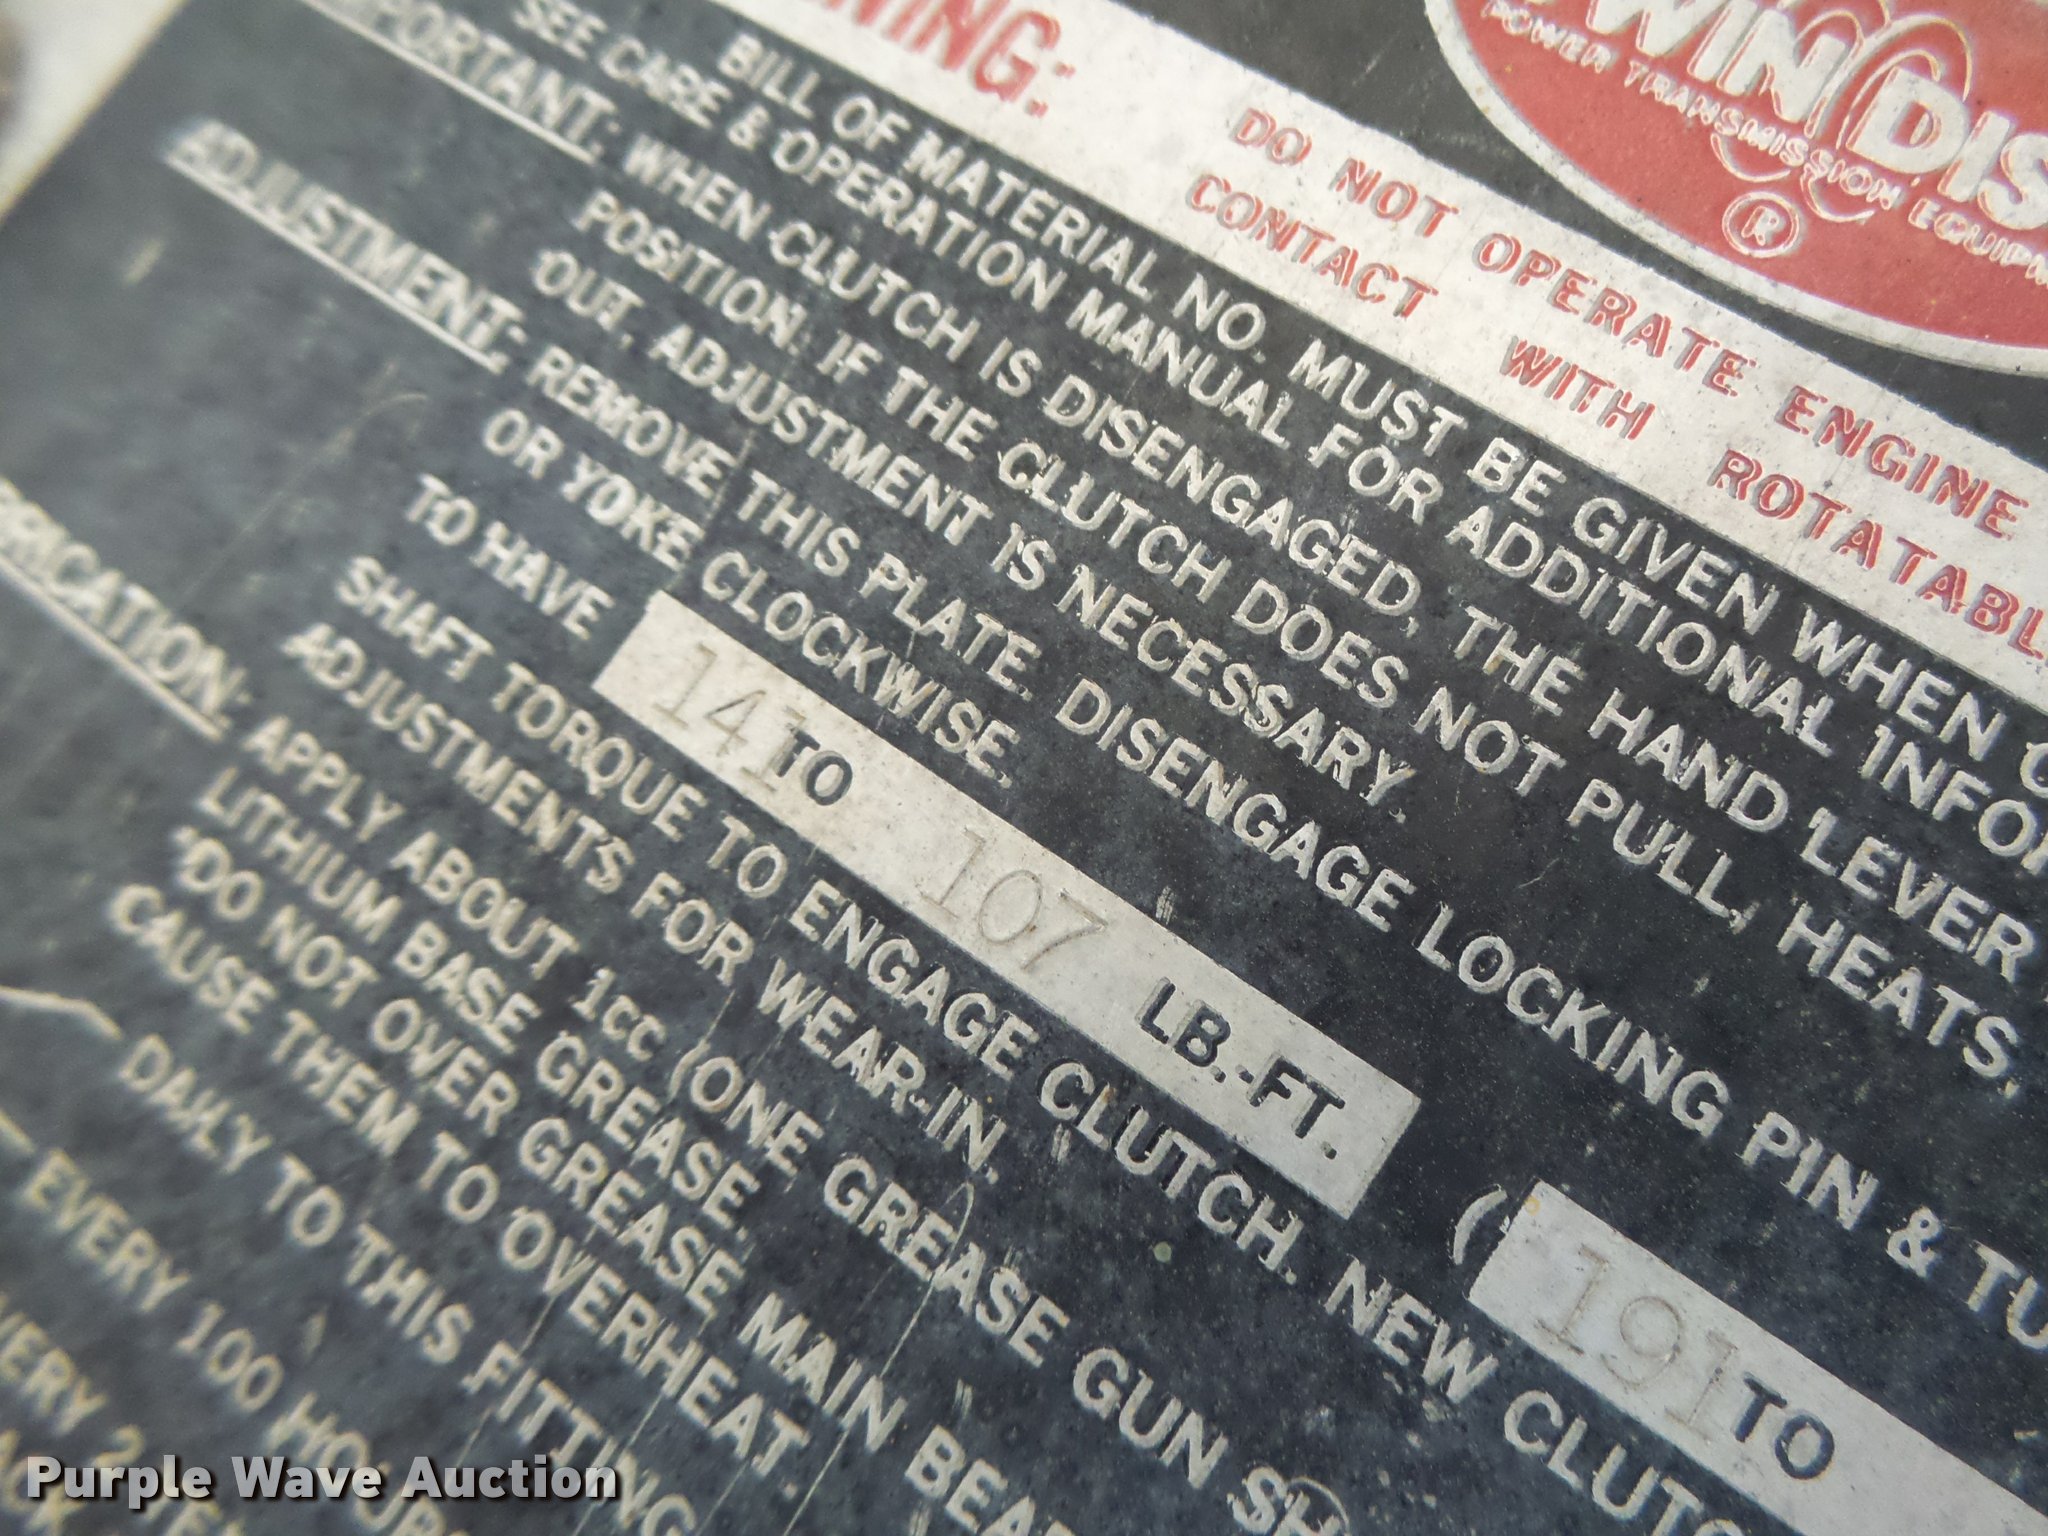 TWIN DIS
POWER TRANSMISSION EQUIPM
®
NING: DO NOT OPERATE ENGINE
CONTACT WITH ROTATABL
BILL OF MATERIAL NO. MUST BE GIVEN WHEN O
SEE CARE & OPERATION MANUAL FOR ADDITIONAL INFOR
PORTANT: WHEN CLUTCH IS DISENGAGED, THE HAND LEVER
POSITION. IF THE CLUTCH DOES NOT PULL, HEATS,
OUT, ADJUSTMENT IS NECESSARY.
ADJUSTMENT: REMOVE THIS PLATE. DISENGAGE LOCKING PIN & TU
OR YOKE CLOCKWISE,
TO HAVE 141 TO 107 LB.-FT. ( 191 TO
SHAFT TORQUE TO ENGAGE CLUTCH. NEW CLUTC
ADJUSTMENTS FOR WEAR-IN.
BRICATION: APPLY ABOUT 1cc (ONE GREASE GUN SH
LITHIUM BASE GREASE.
*DO NOT OVER GREASE MAIN BEA
CAUSE THEM TO OVERHEAT.
DAILY TO THIS FITTING
EVERY 100 HOUR
VERY 2
Purple Wave Auction